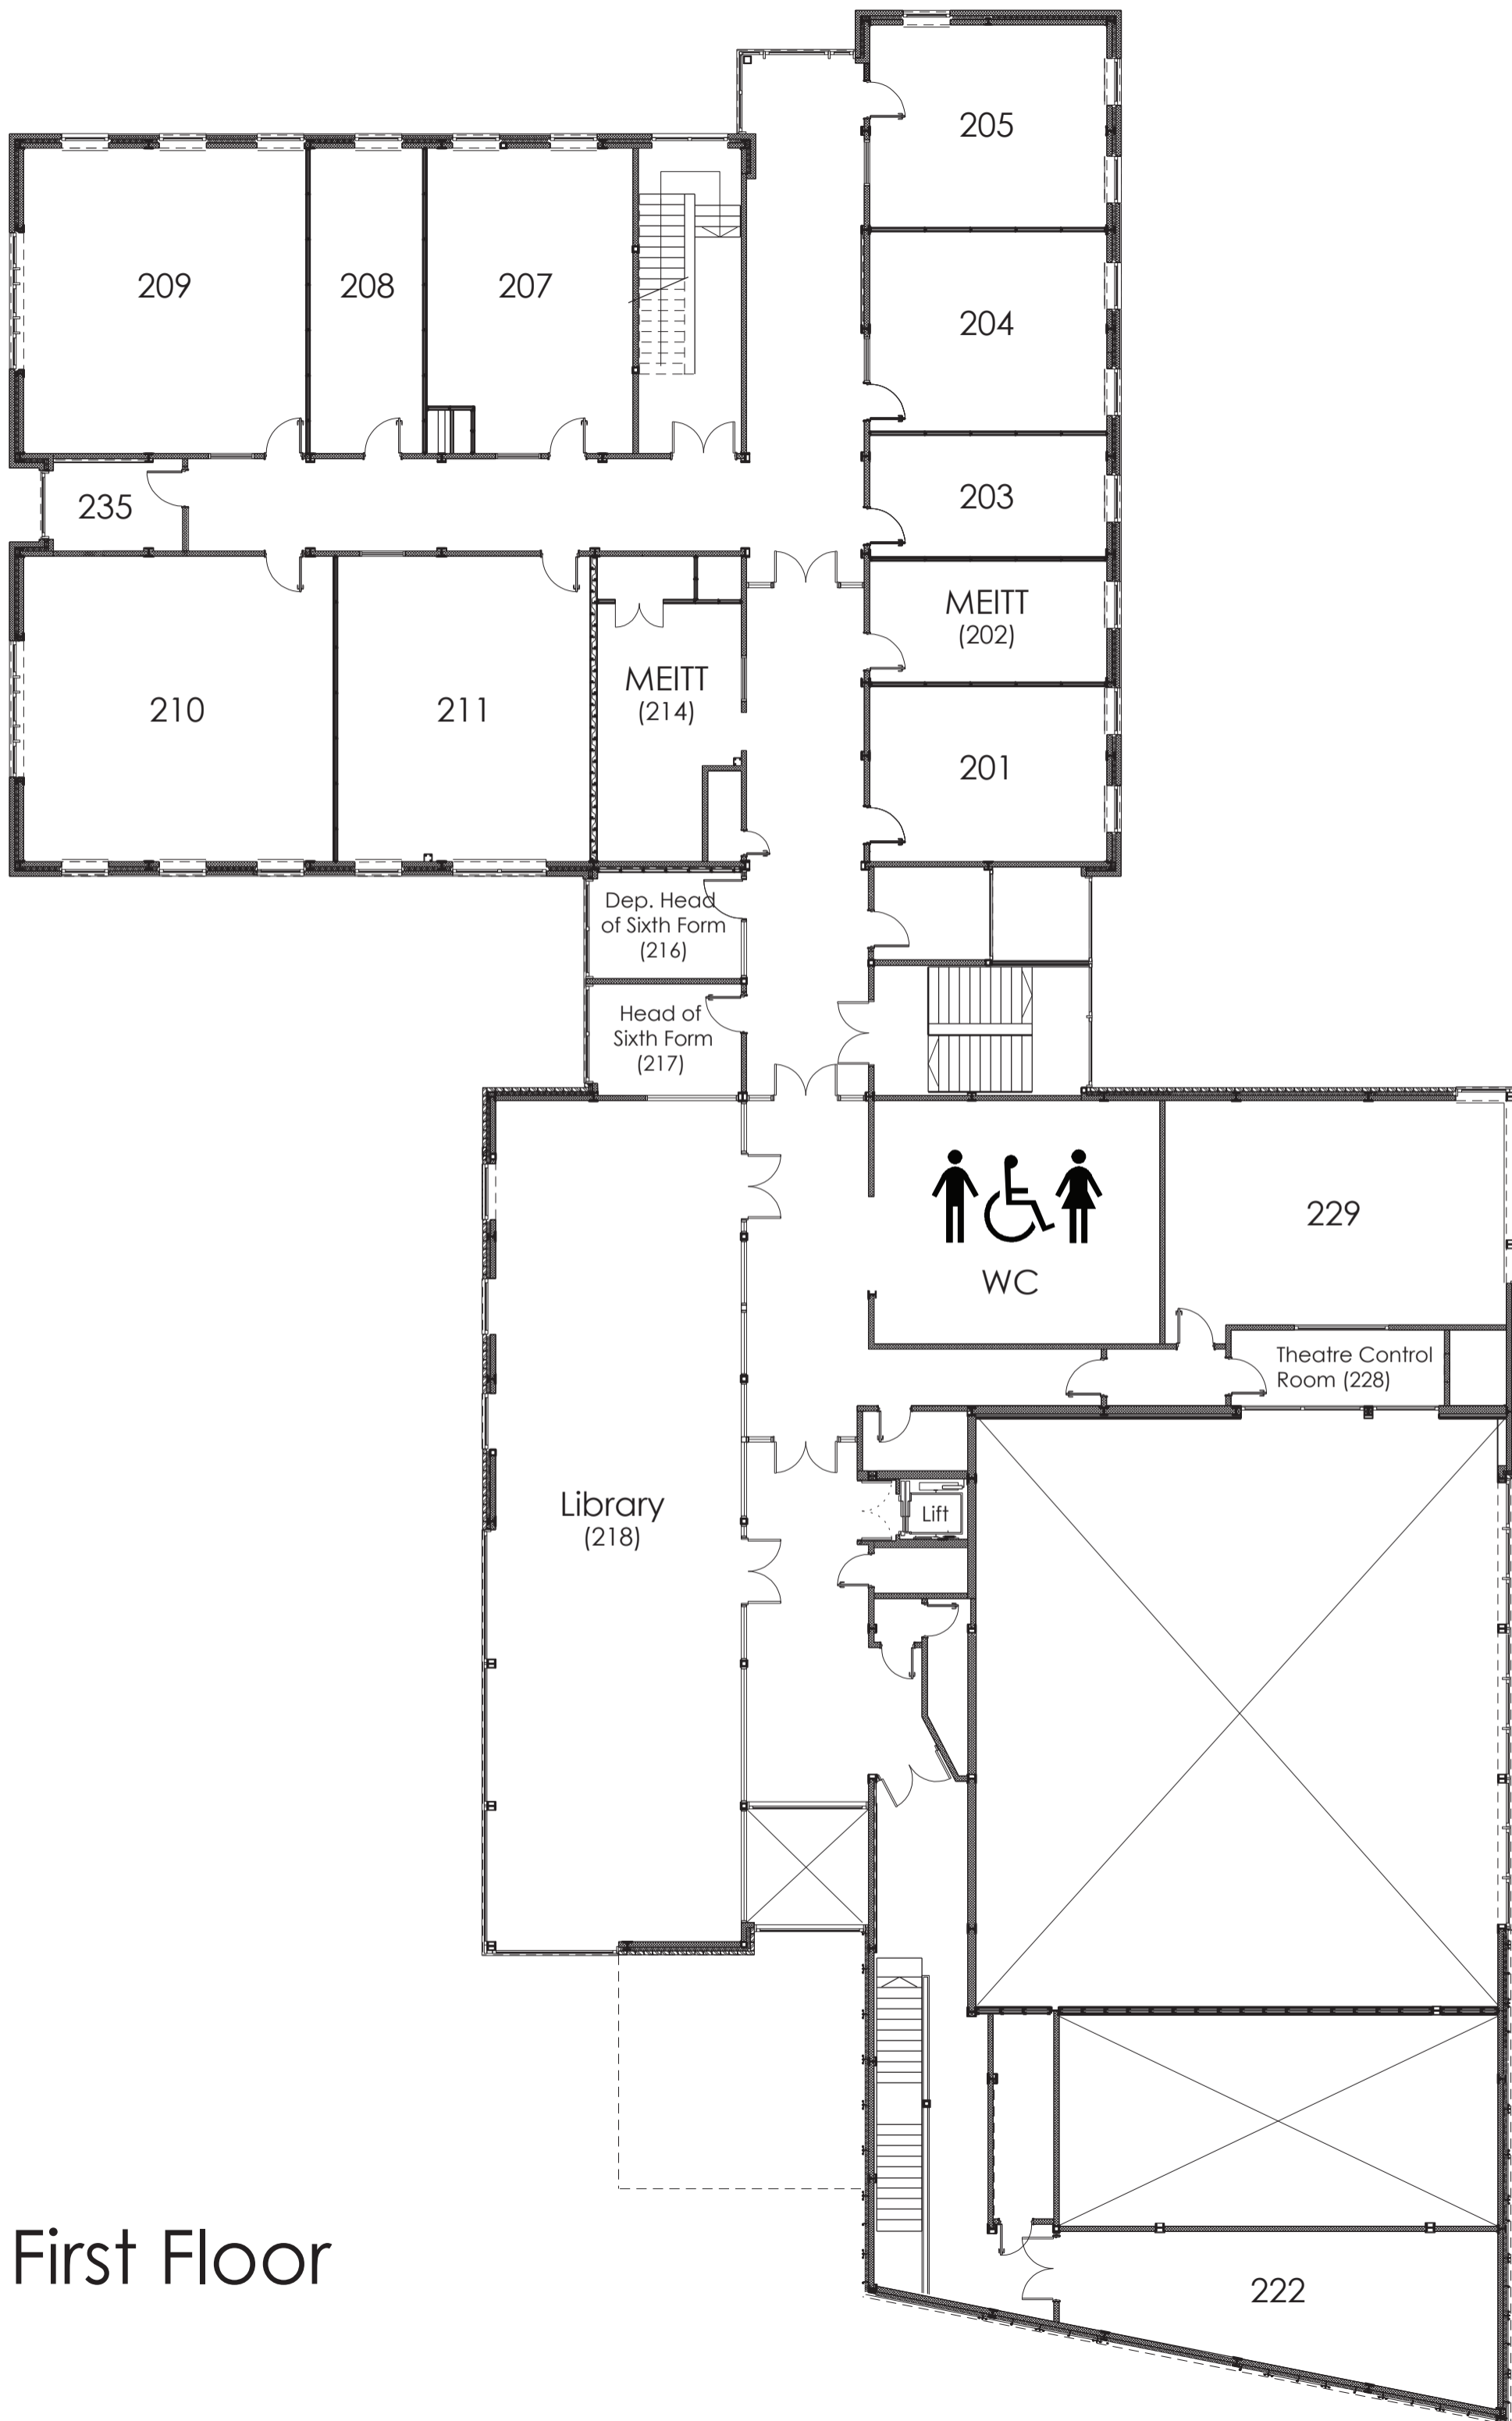 205
209
208
207
204
235
203
MEITT
(202)
210
211
MEITT
(214)
201
Dep. Head
of Sixth Form
(216)
Head of
Sixth Form
(217)
229
WC
Theatre Control
Room (228)
Library
(218)
Lift
First Floor
222